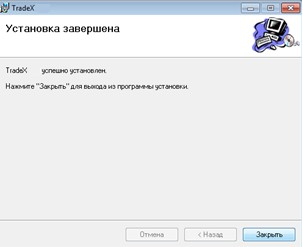 TradeX
Установка завершена
TradeX успешно установлен.
Нажмите "Закрыть" для выхода из программы установки.
Отмена < Назад Закрыть